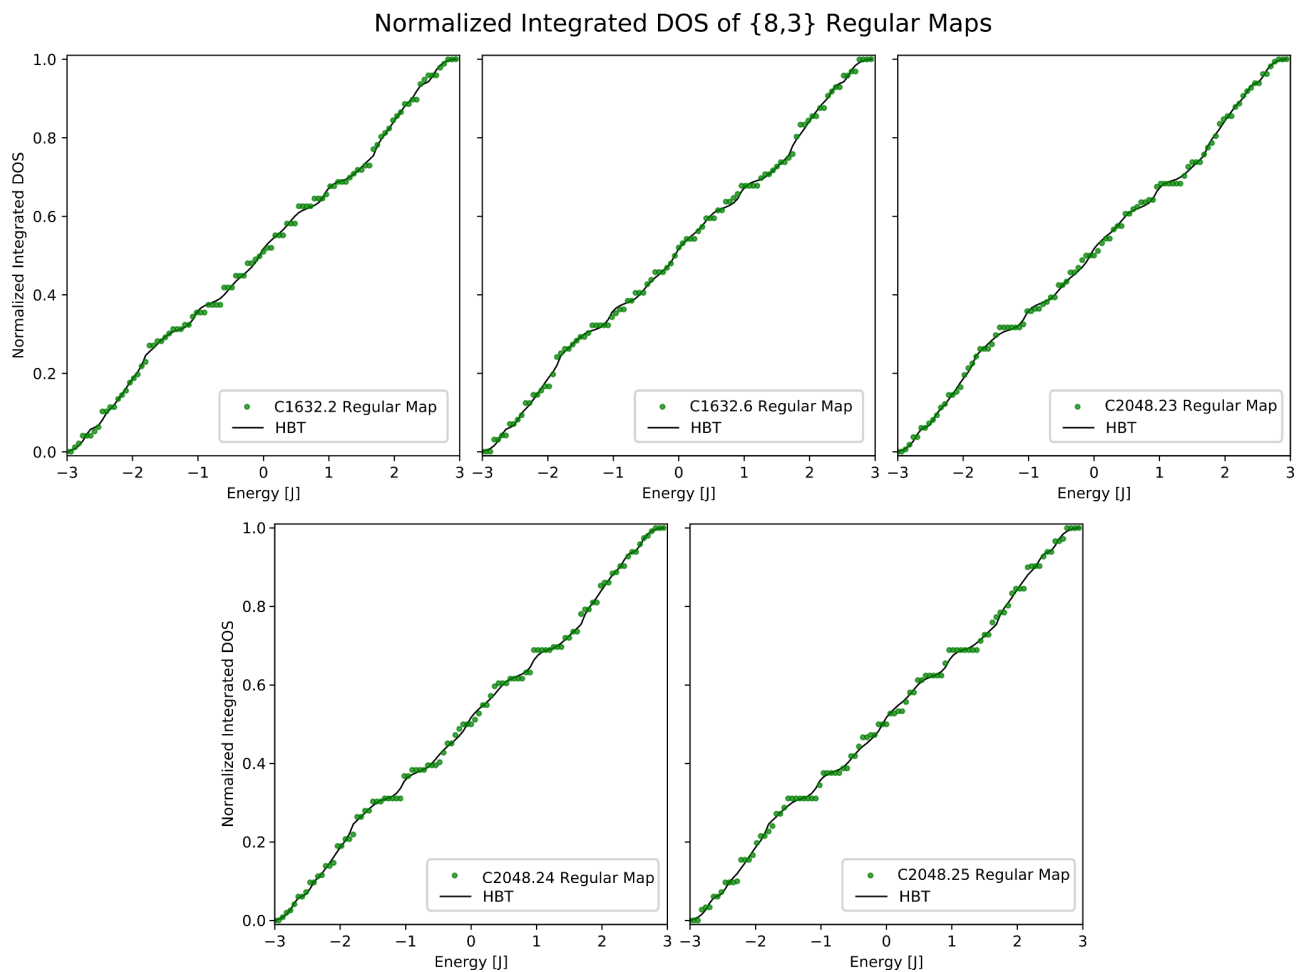 Normalized Integrated DOS of {8,3} Regular Maps
Normalized Integrated DOS
1.0
0.8
0.6
0.4
0.2
0.0
−3 −2 −1 0 1 2 3
Energy [J]
C1632.2 Regular Map
HBT
−3 −2 −1 0 1 2 3
Energy [J]
C1632.6 Regular Map
HBT
−3 −2 −1 0 1 2 3
Energy [J]
C2048.23 Regular Map
HBT
Normalized Integrated DOS
1.0
0.8
0.6
0.4
0.2
0.0
−3 −2 −1 0 1 2 3
Energy [J]
C2048.24 Regular Map
HBT
−3 −2 −1 0 1 2 3
Energy [J]
C2048.25 Regular Map
HBT